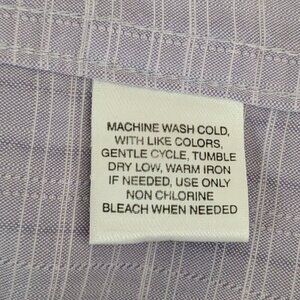 MACHINE WASH COLD,
WITH LIKE COLORS,
GENTLE CYCLE, TUMBLE
DRY LOW, WARM IRON
IF NEEDED, USE ONLY
NON CHLORINE
BLEACH WHEN NEEDED